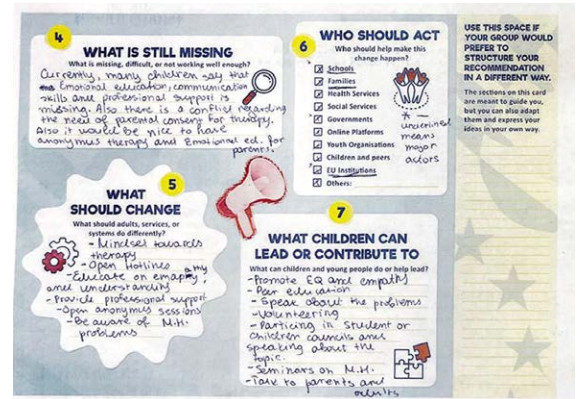 4
WHAT IS STILL MISSING
What is missing, difficult, or not working well enough?
Currently, many children say that
Emotional education, communication
skills and professional support is
missing. Also there is a conflict regarding
the need of parental consent for therapy.
Also it would be nice to have
anonymus therapy and Emotional ed. for
parents.
5
WHAT
SHOULD CHANGE
What should adults, services, or
systems do differently?
- Mindset towards
therapy
- Open Hotlines
- Educate on empathy
and understanding
- Provide professional support
- Open anonymus sessions
- Be aware of M.H.
problems
6
WHO SHOULD ACT
Who should help make this
change happen?
Schools
Families
Health Services
Social Services
Governments
Online Platforms
Youth Organisations
Children and peers
EU Institutions
Others:
* —
underlined
means
major
actors
7
WHAT CHILDREN CAN
LEAD OR CONTRIBUTE TO
What can children and young people do or help lead?
- Promote EQ and empathy
- Peer education
- Speak about the problems
- Volunteering
- Particing in Student or
children councils and
speaking about the
topic.
- Seminars on M.H.
- Talk to parents and
adults
USE THIS SPACE IF
YOUR GROUP WOULD
PREFER TO
STRUCTURE YOUR
RECOMMENDATION
IN A DIFFERENT WAY.
The sections on this card
are meant to guide you,
but you can also adapt
them and express your
ideas in your own way.